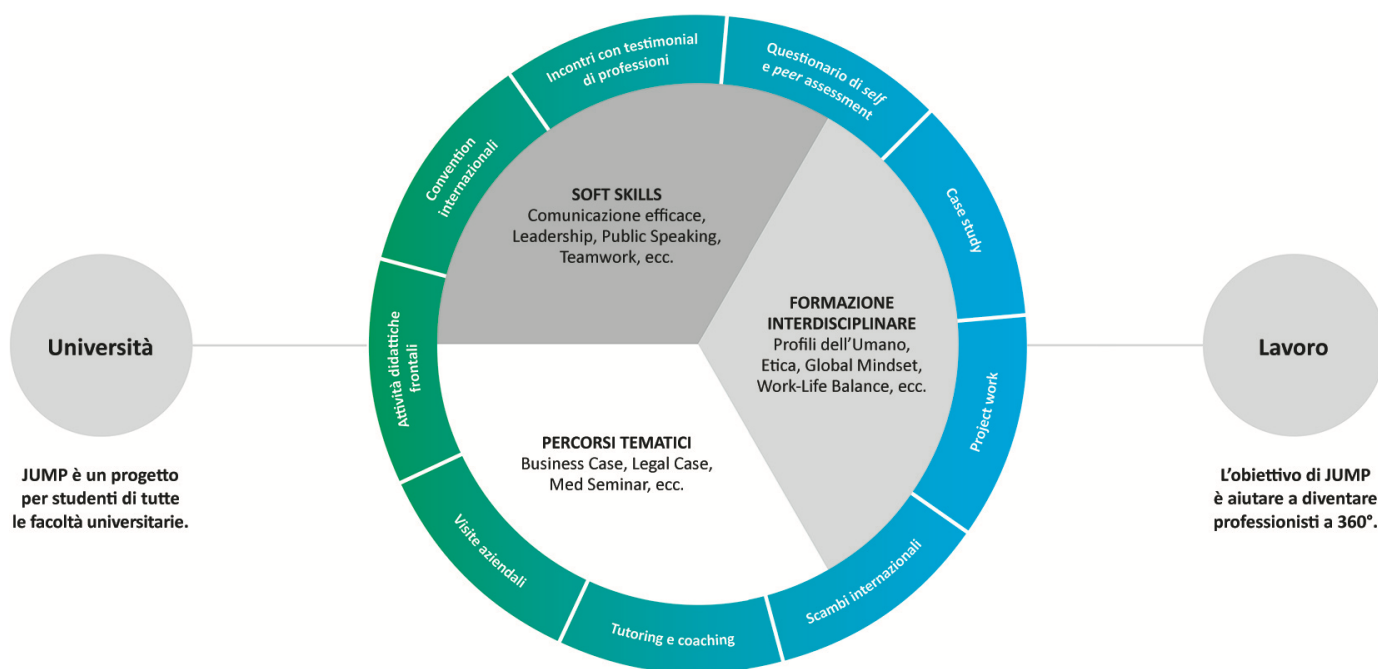 Università
JUMP è un progetto
per studenti di tutte
le facoltà universitarie.
Incontri con testimonial
di professioni
Questionario di self
e peer assessment
Case study
Project work
Scambi internazionali
Tutoring e coaching
Visite aziendali
Attività didattiche
frontali
Convention
internazionali
SOFT SKILLS
Comunicazione efficace,
Leadership, Public Speaking,
Teamwork, ecc.
FORMAZIONE
INTERDISCIPLINARE
Profili dell’Umano,
Etica, Global Mindset,
Work-Life Balance, ecc.
PERCORSI TEMATICI
Business Case, Legal Case,
Med Seminar, ecc.
Lavoro
L’obiettivo di JUMP
è aiutare a diventare
professionisti a 360°.